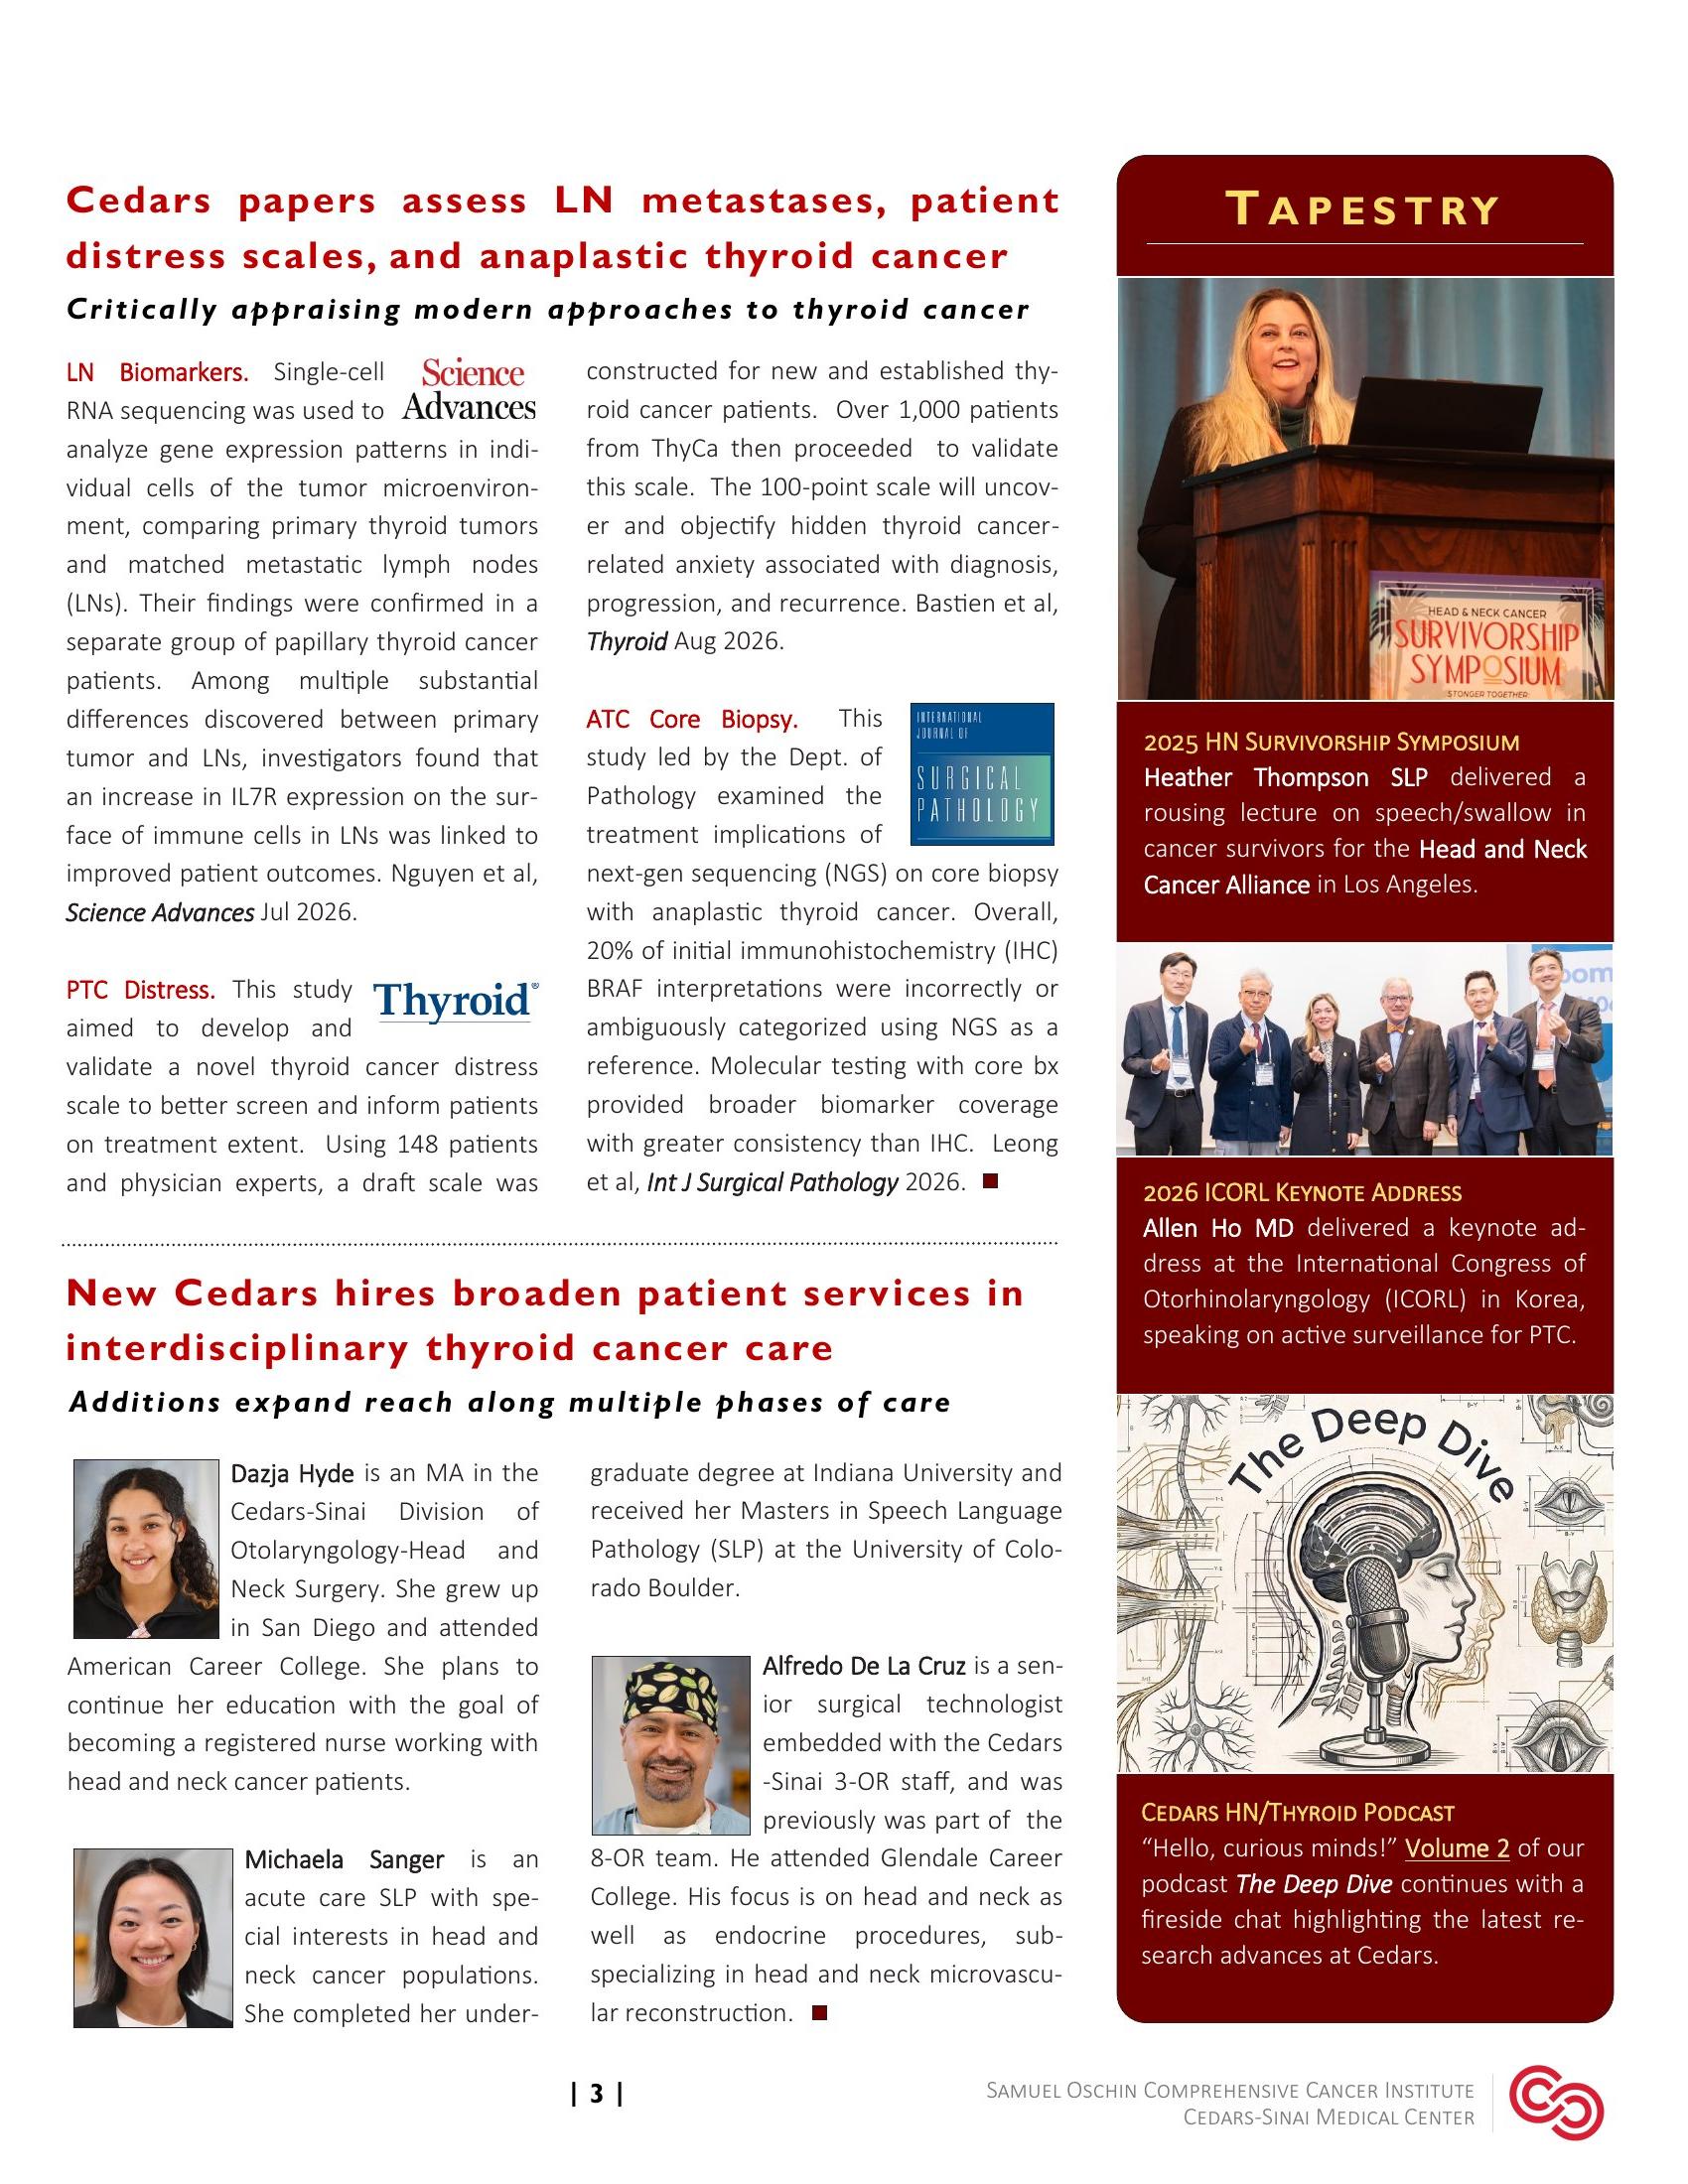 Cedars papers assess LN metastases, patient
distress scales, and anaplastic thyroid cancer
Critically appraising modern approaches to thyroid cancer
LN Biomarkers. Single-cell
RNA sequencing was used to
Science
Advances
analyze gene expression patterns in indi-
vidual cells of the tumor microenviron-
ment, comparing primary thyroid tumors
and matched metastatic lymph nodes
(LNs). Their findings were confirmed in a
separate group of papillary thyroid cancer
patients. Among multiple substantial
differences discovered between primary
tumor and LNs, investigators found that
an increase in IL7R expression on the sur-
face of immune cells in LNs was linked to
improved patient outcomes. Nguyen et al,
Science Advances Jul 2026.
PTC Distress. This study
aimed to develop and
Thyroid®
validate a novel thyroid cancer distress
scale to better screen and inform patients
on treatment extent. Using 148 patients
and physician experts, a draft scale was
constructed for new and established thy-
roid cancer patients. Over 1,000 patients
from ThyCa then proceeded to validate
this scale. The 100-point scale will uncov-
er and objectify hidden thyroid cancer-
related anxiety associated with diagnosis,
progression, and recurrence. Bastien et al,
Thyroid Aug 2026.
ATC Core Biopsy. This
study led by the Dept. of
Pathology examined the
treatment implications of
INTERNATIONAL
JOURNAL OF
SURGICAL
PATHOLOGY
next-gen sequencing (NGS) on core biopsy
with anaplastic thyroid cancer. Overall,
20% of initial immunohistochemistry (IHC)
BRAF interpretations were incorrectly or
ambiguously categorized using NGS as a
reference. Molecular testing with core bx
provided broader biomarker coverage
with greater consistency than IHC. Leong
et al, Int J Surgical Pathology 2026.
New Cedars hires broaden patient services in
interdisciplinary thyroid cancer care
Additions expand reach along multiple phases of care
Dazja Hyde is an MA in the
Cedars-Sinai Division of
Otolaryngology-Head and
Neck Surgery. She grew up
in San Diego and attended
American Career College. She plans to
continue her education with the goal of
becoming a registered nurse working with
head and neck cancer patients.
Michaela Sanger is an
acute care SLP with spe-
cial interests in head and
neck cancer populations.
She completed her under-
graduate degree at Indiana University and
received her Masters in Speech Language
Pathology (SLP) at the University of Colo-
rado Boulder.
Alfredo De La Cruz is a sen-
ior surgical technologist
embedded with the Cedars
-Sinai 3-OR staff, and was
previously was part of the
8-OR team. He attended Glendale Career
College. His focus is on head and neck as
well as endocrine procedures, sub-
specializing in head and neck microvascu-
lar reconstruction.
TAPESTRY
HEAD & NECK CANCER
SURVIVORSHIP
SYMPOSIUM
STONGER TOGETHER:
2025 HN SURVIVORSHIP SYMPOSIUM
Heather Thompson SLP delivered a
rousing lecture on speech/swallow in
cancer survivors for the Head and Neck
Cancer Alliance in Los Angeles.
2026 ICORL KEYNOTE ADDRESS
Allen Ho MD delivered a keynote ad-
dress at the International Congress of
Otorhinolaryngology (ICORL) in Korea,
speaking on active surveillance for PTC.
The Deep Dive
CEDARS HN/THYROID PODCAST
“Hello, curious minds!” Volume 2 of our
podcast The Deep Dive continues with a
fireside chat highlighting the latest re-
search advances at Cedars.
| 3 |
SAMUEL OSCHIN COMPREHENSIVE CANCER INSTITUTE
CEDARS-SINAI MEDICAL CENTER